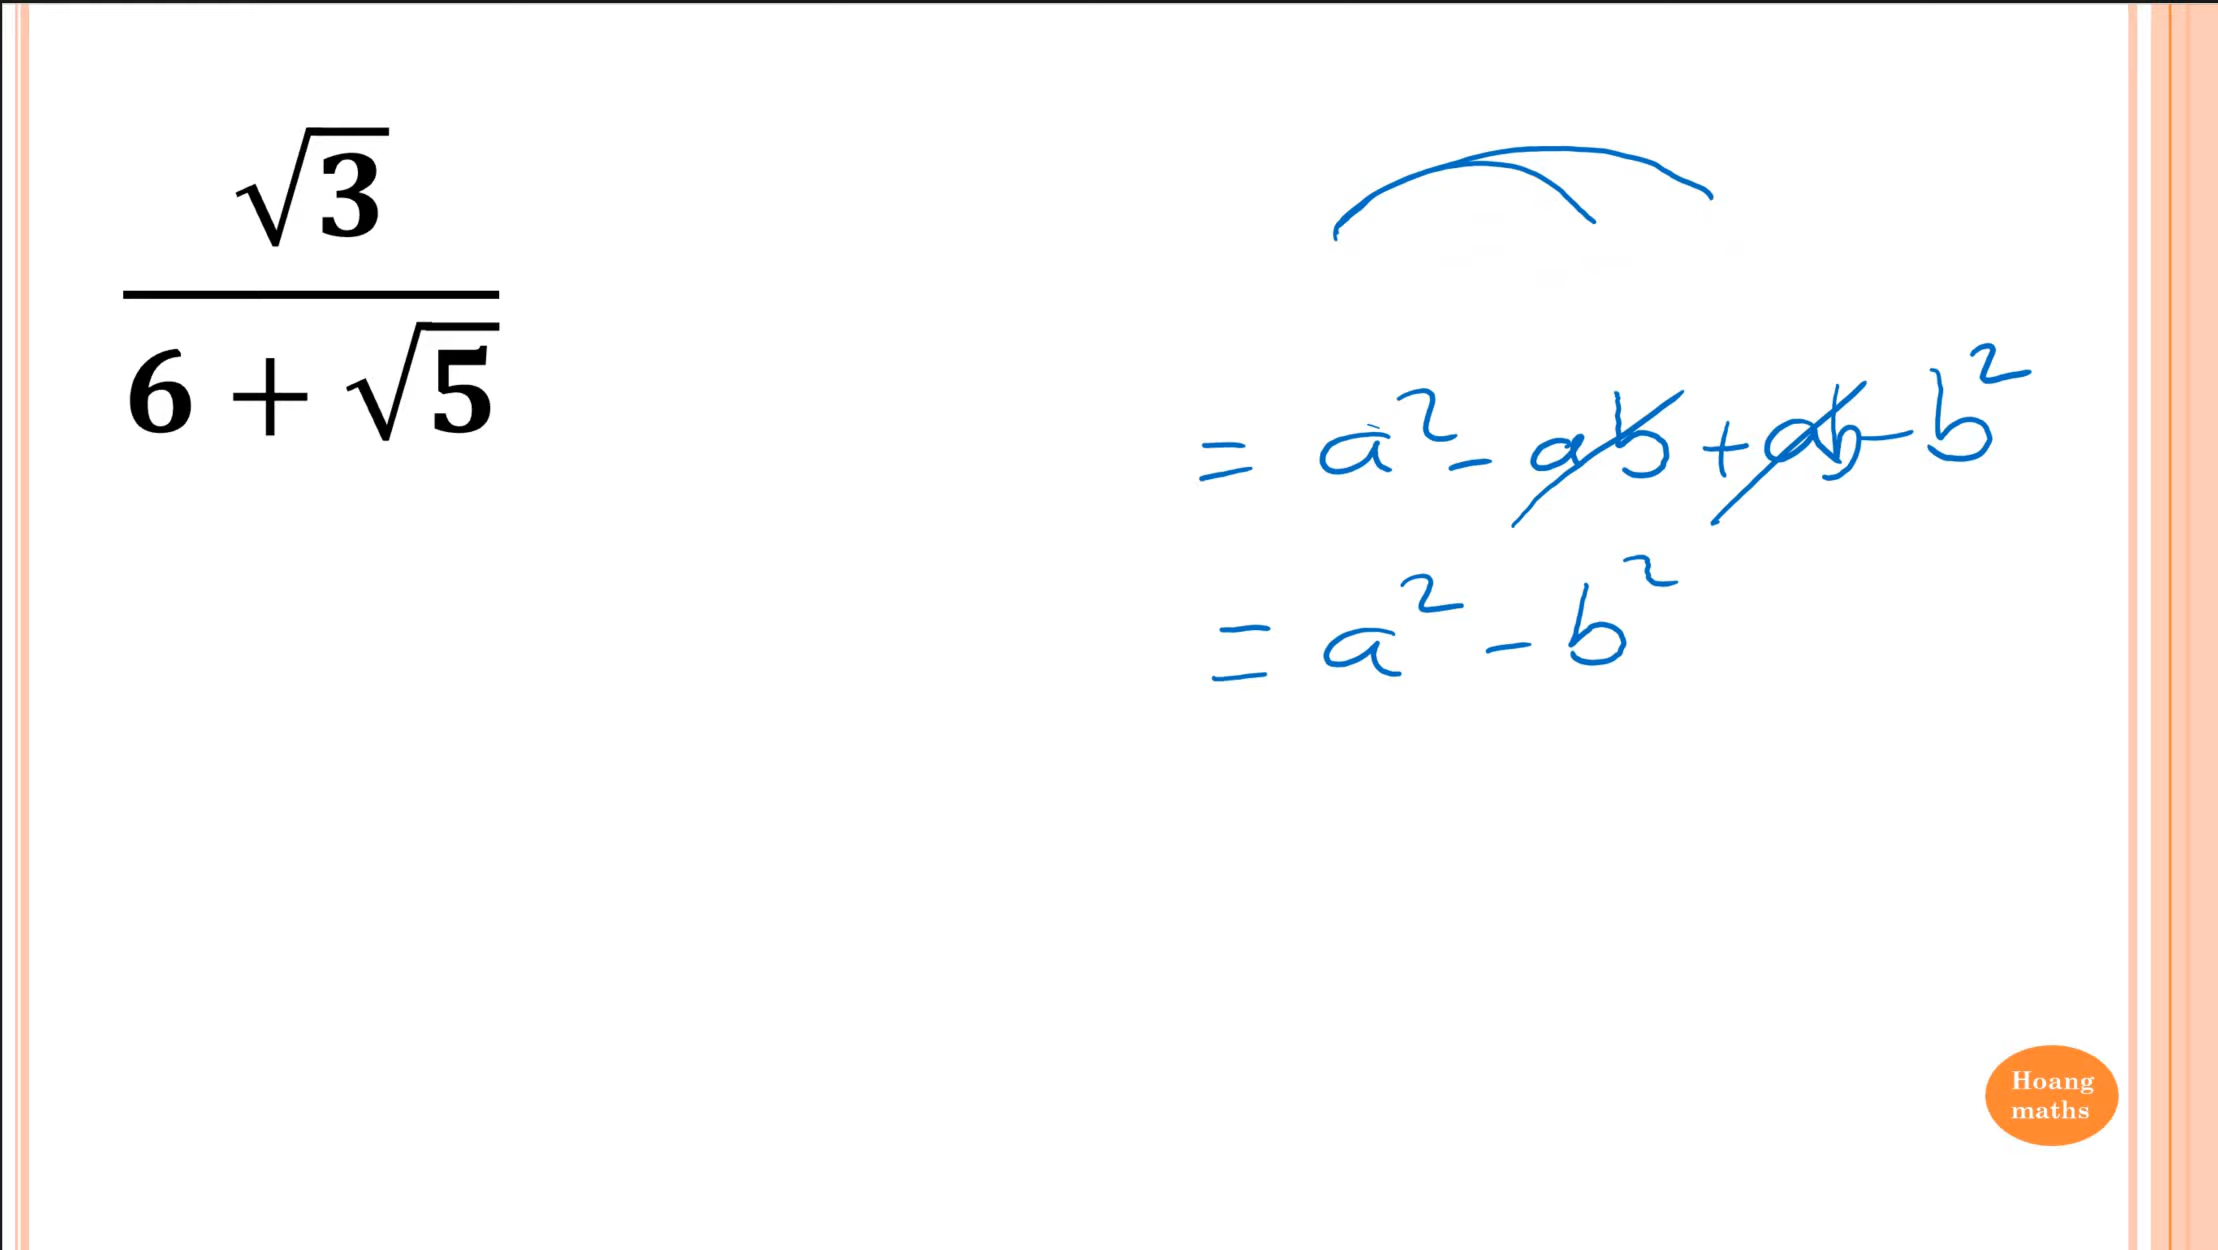 √3
6 + √5
= a² - ab + ab - b²
= a² - b²
Hoang
maths